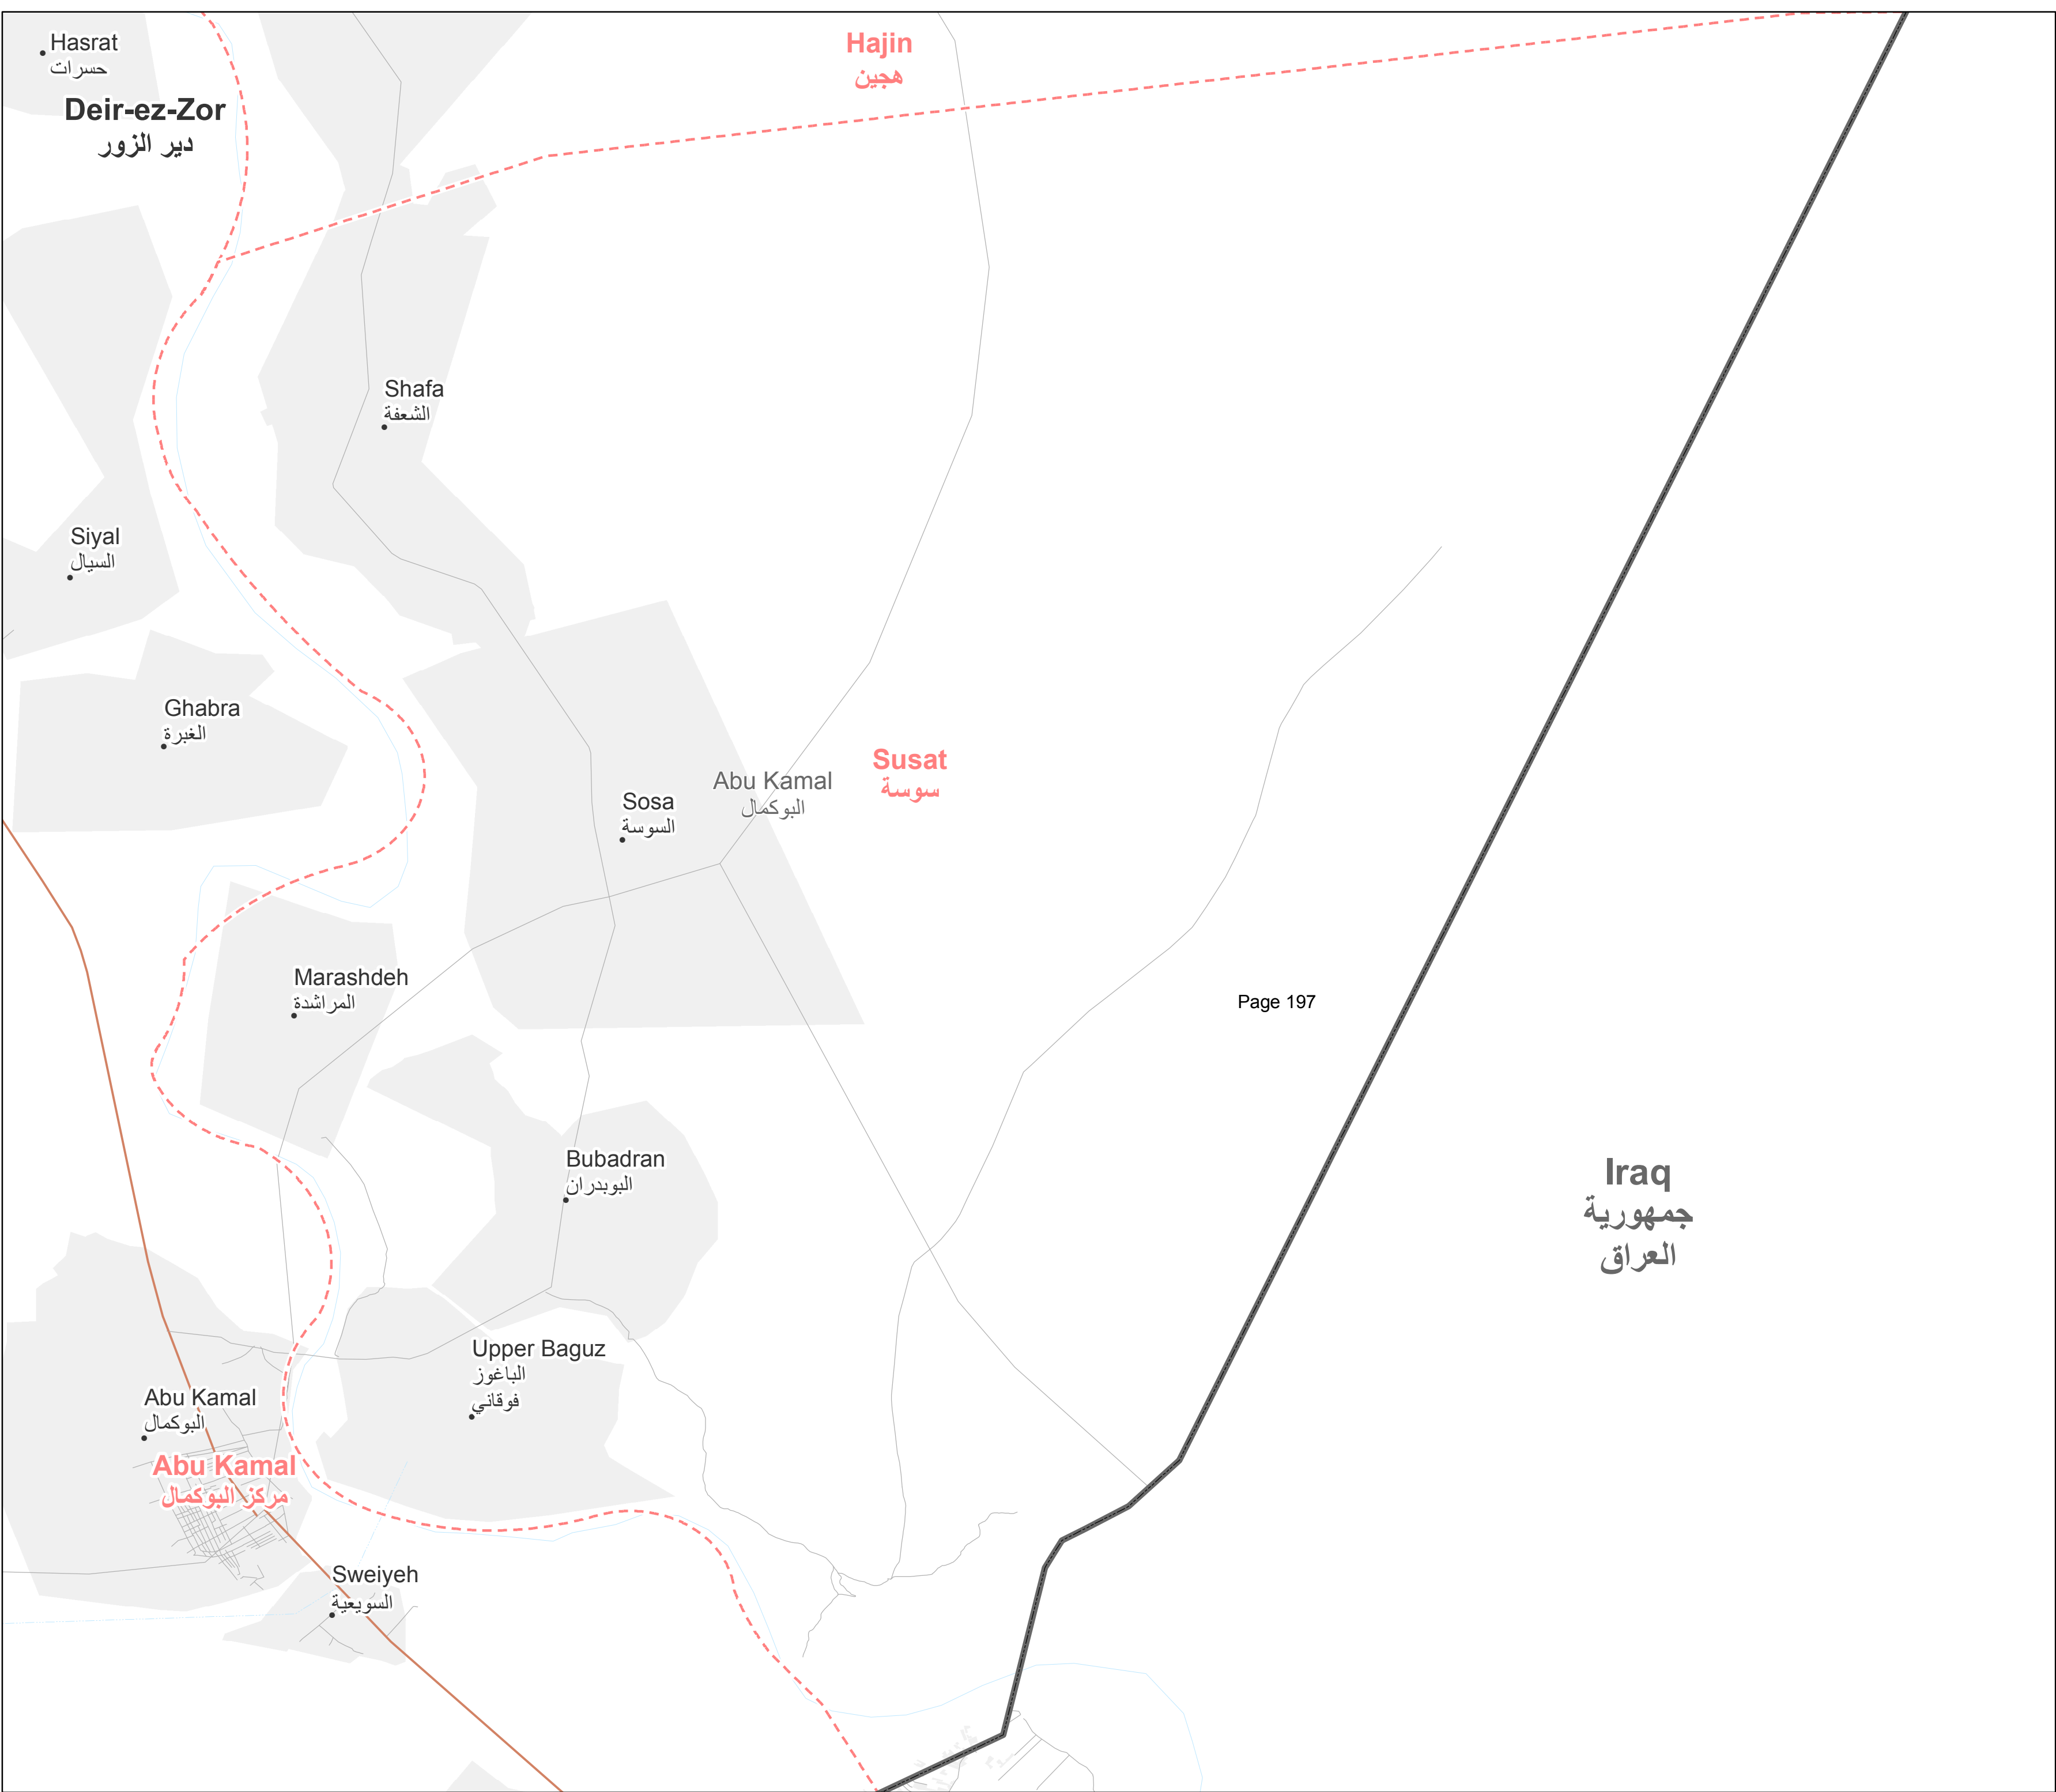 Hasrat
حسرات
Deir-ez-Zor
دير الزور
Hajin
هجين
Shafa
الشعفة
Siyal
السيال
Ghabra
الغبرة
Susat
سوسة
Abu Kamal
البوكمال
Sosa
السوسة
Marashdeh
المراشدة
Page 197
Bubadran
البوبدران
Iraq
جمهورية
العراق
Upper Baguz
الباغوز
فوقاني
Abu Kamal
البوكمال
Abu Kamal
مركز البوكمال
Sweiyeh
السويعية